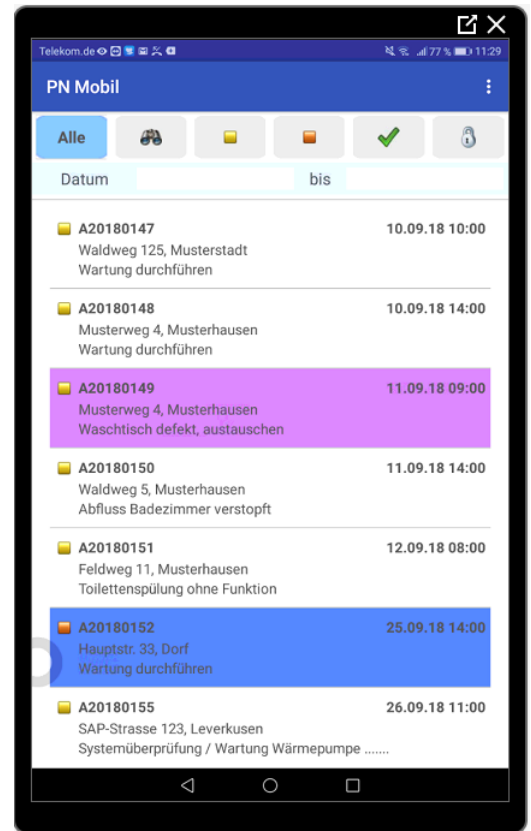 Telekom.de 77 % 11:29
PN Mobil
Alle
Datum bis
A20180147 10.09.18 10:00
Waldweg 125, Musterstadt
Wartung durchführen
A20180148 10.09.18 14:00
Musterweg 4, Musterhausen
Wartung durchführen
A20180149 11.09.18 09:00
Musterweg 4, Musterhausen
Waschtisch defekt, austauschen
A20180150 11.09.18 14:00
Waldweg 5, Musterhausen
Abfluss Badezimmer verstopft
A20180151 12.09.18 08:00
Feldweg 11, Musterhausen
Toilettenspülung ohne Funktion
A20180152 25.09.18 14:00
Hauptstr. 33, Dorf
Wartung durchführen
A20180155 26.09.18 11:00
SAP-Strasse 123, Leverkusen
Systemüberprüfung / Wartung Wärmepumpe .......